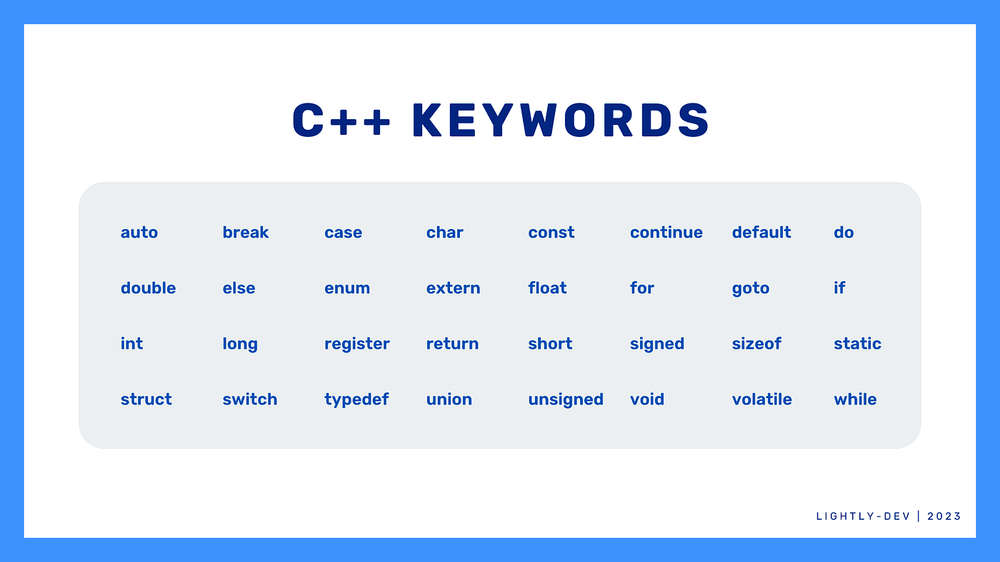 C++ KEYWORDS
auto break case char const continue default do
double else enum extern float for goto if
int long register return short signed sizeof static
struct switch typedef union unsigned void volatile while
LIGHTLY-DEV | 2023